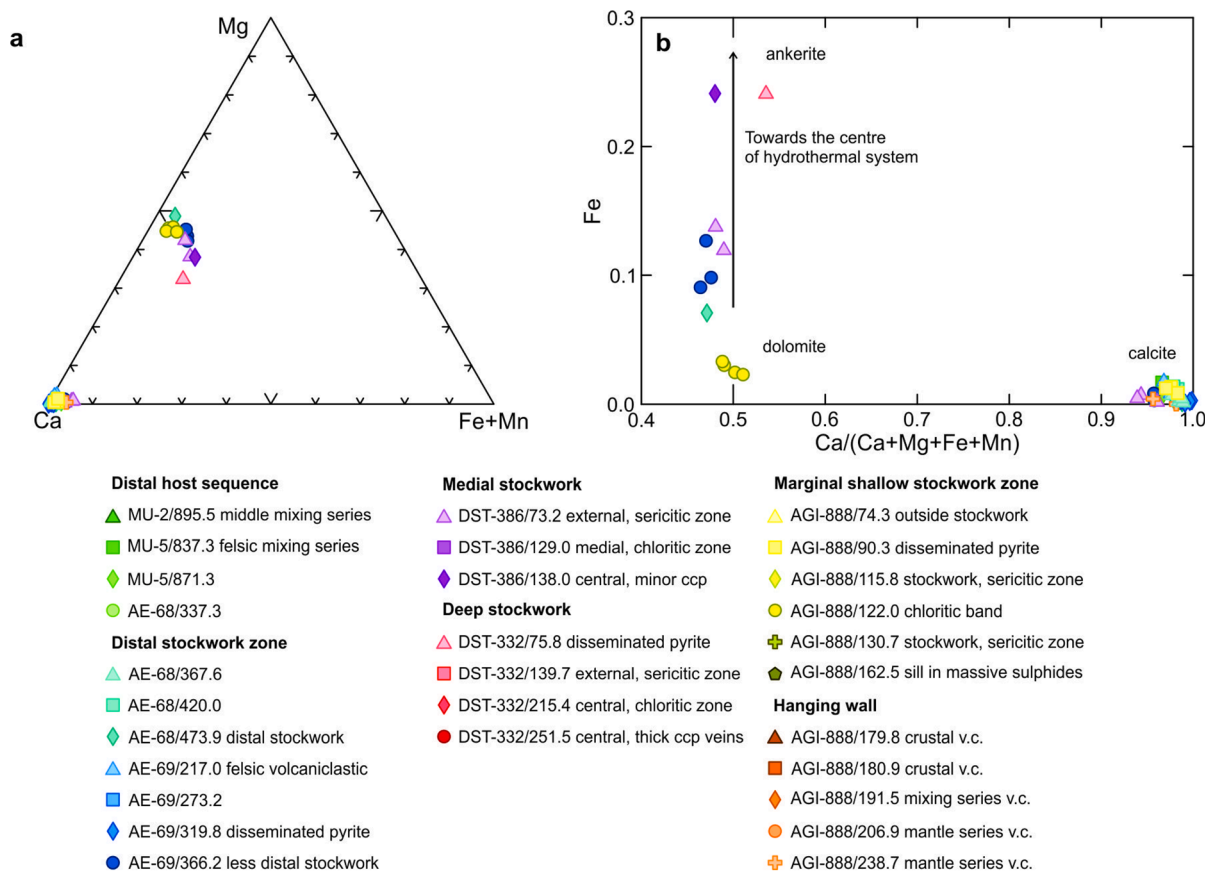 a
Mg
Ca
Fe+Mn
b
0.3
0.2
0.1
0.0
Fe
ankerite
Towards the centre
of hydrothermal system
dolomite
calcite
0.4
0.5
0.6
0.7
0.8
0.9
1.0
Ca/(Ca+Mg+Fe+Mn)
Distal host sequence
MU-2/895.5 middle mixing series
MU-5/837.3 felsic mixing series
MU-5/871.3
AE-68/337.3
Distal stockwork zone
AE-68/367.6
AE-68/420.0
AE-68/473.9 distal stockwork
AE-69/217.0 felsic volcaniclastic
AE-69/273.2
AE-69/319.8 disseminated pyrite
AE-69/366.2 less distal stockwork
Medial stockwork
DST-386/73.2 external, sericitic zone
DST-386/129.0 medial, chloritic zone
DST-386/138.0 central, minor ccp
Deep stockwork
DST-332/75.8 disseminated pyrite
DST-332/139.7 external, sericitic zone
DST-332/215.4 central, chloritic zone
DST-332/251.5 central, thick ccp veins
Marginal shallow stockwork zone
AGI-888/74.3 outside stockwork
AGI-888/90.3 disseminated pyrite
AGI-888/115.8 stockwork, sericitic zone
AGI-888/122.0 chloritic band
AGI-888/130.7 stockwork, sericitic zone
AGI-888/162.5 sill in massive sulphides
Hanging wall
AGI-888/179.8 crustal v.c.
AGI-888/180.9 crustal v.c.
AGI-888/191.5 mixing series v.c.
AGI-888/206.9 mantle series v.c.
AGI-888/238.7 mantle series v.c.